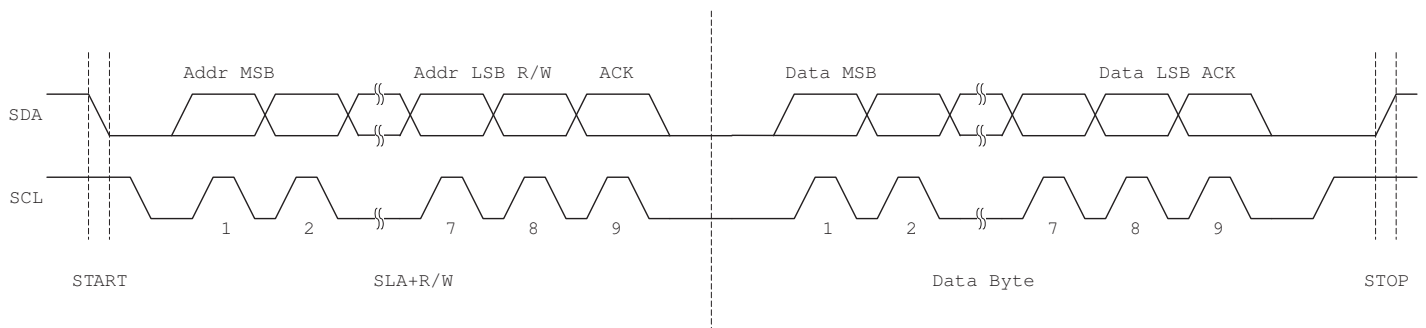 Addr MSB Addr LSB R/W ACK Data MSB Data LSB ACK
SDA
SCL
1 2 7 8 9 1 2 7 8 9
START SLA+R/W Data Byte STOP